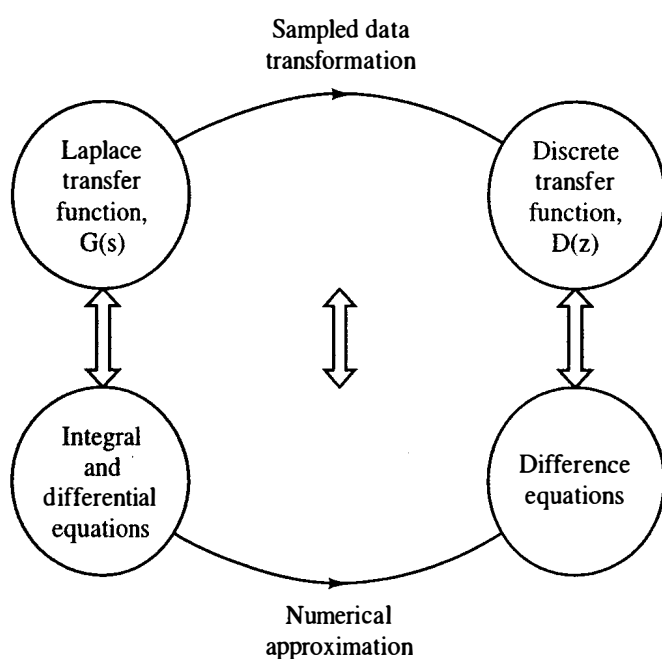 Sampled data
transformation
Laplace
transfer
function,
G(s)
Discrete
transfer
function,
D(z)
Integral
and
differential
equations
Difference
equations
Numerical
approximation